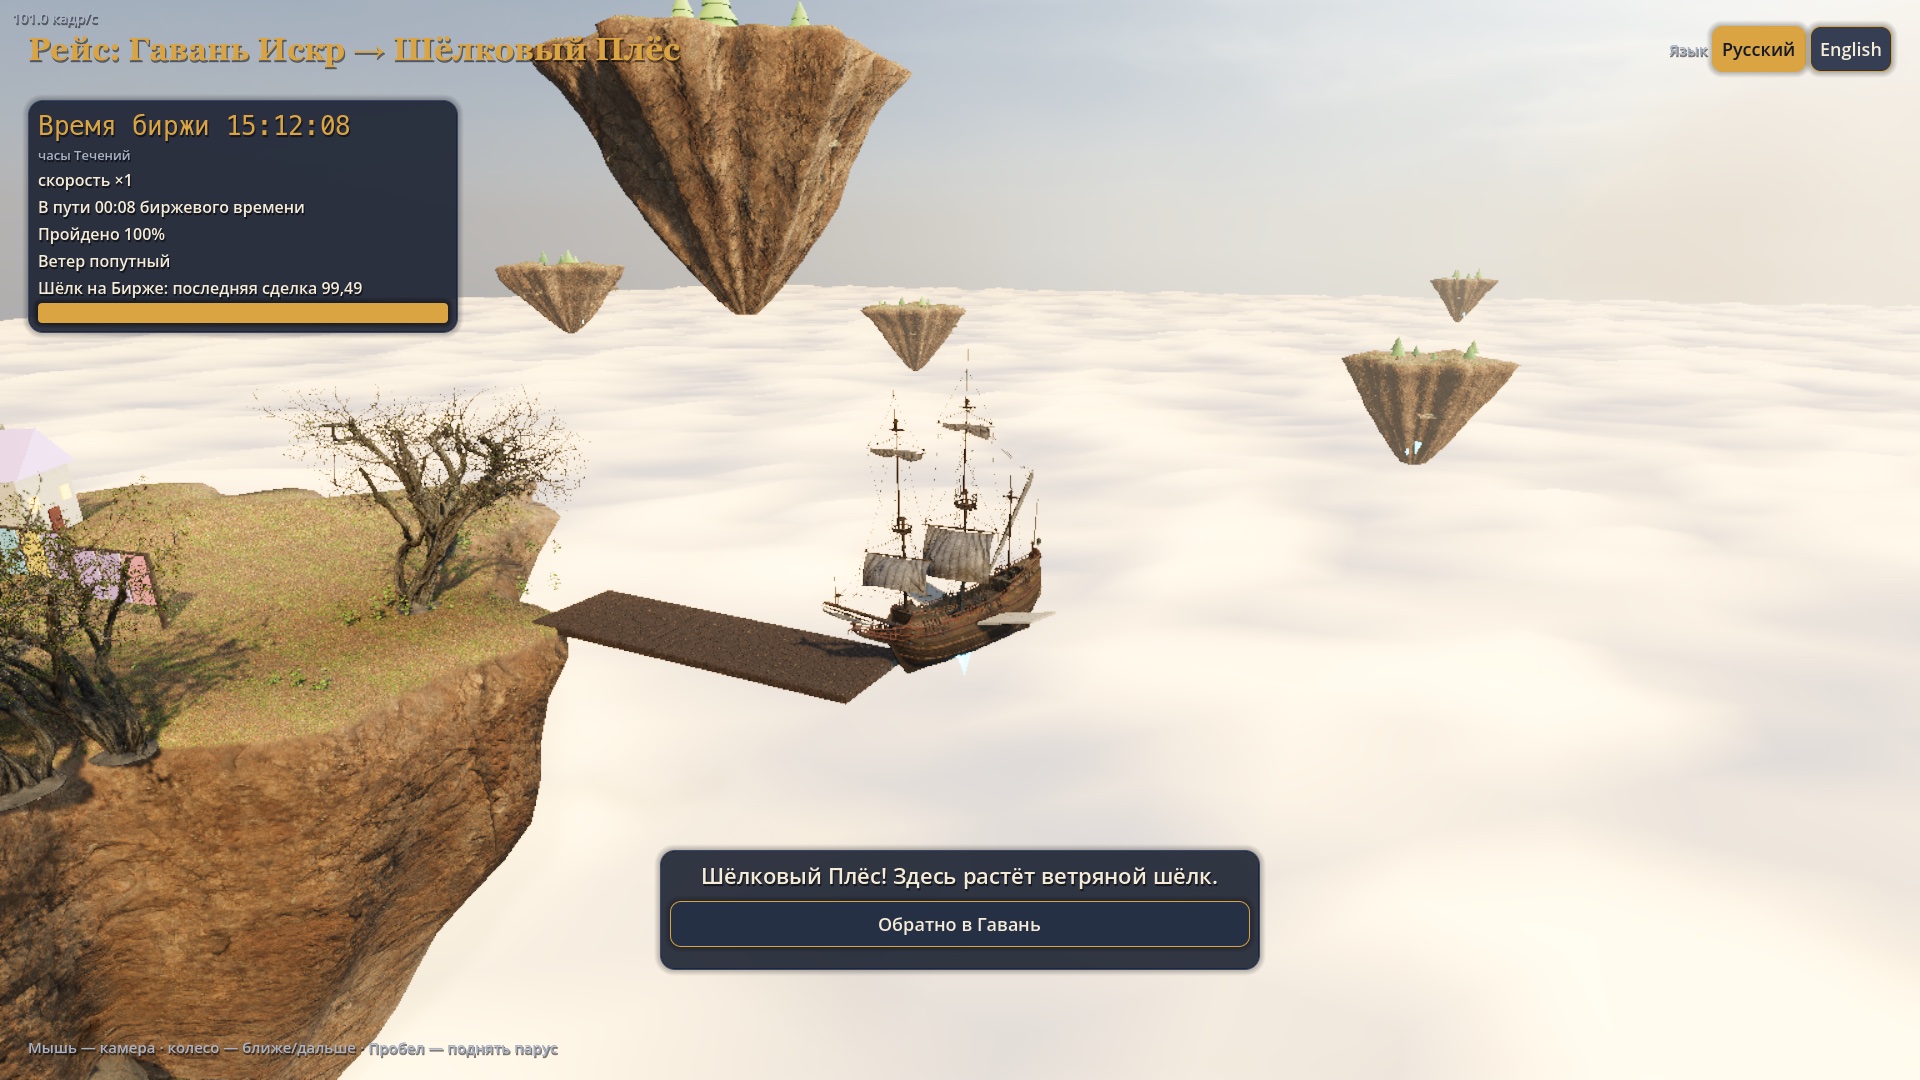 101.0 кадр/с
Рейс: Гавань Искр → Шёлковый Плёс
Язык Русский English
Время биржи 15:12:08
часы Течений
скорость ×1
В пути 00:08 биржевого времени
Пройдено 100%
Ветер попутный
Шёлк на Бирже: последняя сделка 99,49
Шёлковый Плёс! Здесь растёт ветряной шёлк.
Обратно в Гавань
Мышь — камера · колесо — ближе/дальше · Пробел — поднять парус